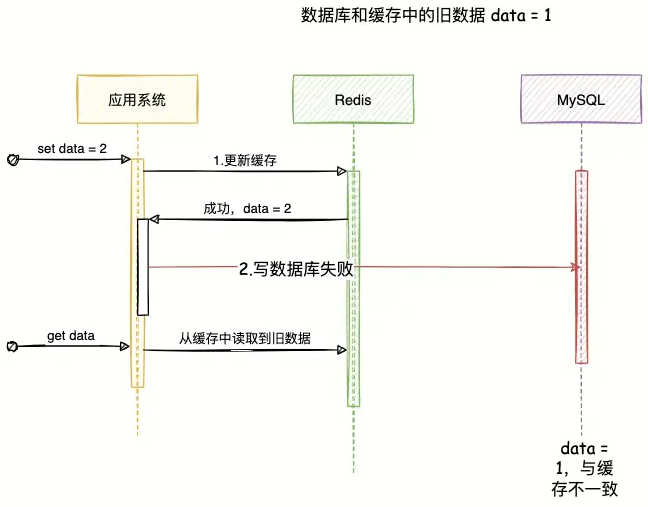 数据库和缓存中的旧数据 data = 1
应用系统
Redis
MySQL
set data = 2
1.更新缓存
成功，data = 2
2.写数据库失败
get data
从缓存中读取到旧数据
data =
1，与缓
存不一致